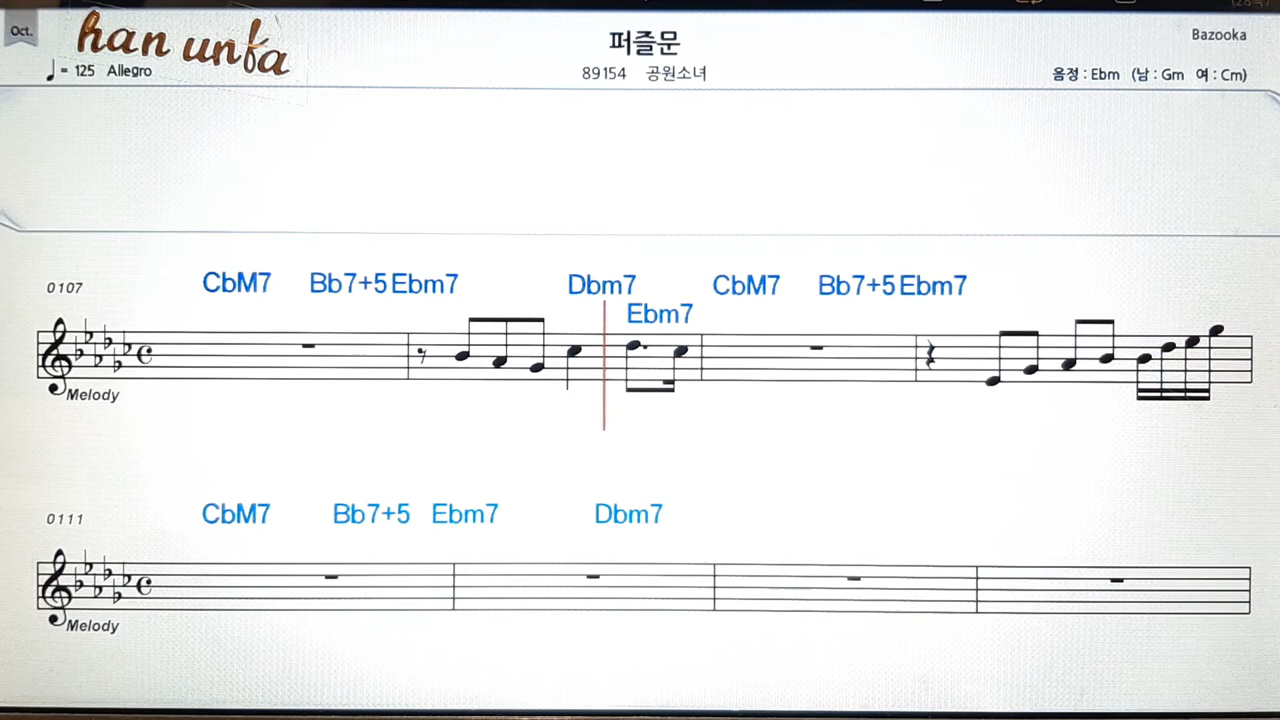 Oct.
han unfa
퍼즐문
Bazooka
= 125 Allegro
89154 공원소녀
음정 : Ebm (남 : Gm 여 : Cm)
0107
CbM7 Bb7+5 Ebm7 Dbm7 CbM7 Bb7+5 Ebm7
Ebm7
Melody
0111
CbM7 Bb7+5 Ebm7 Dbm7
Melody